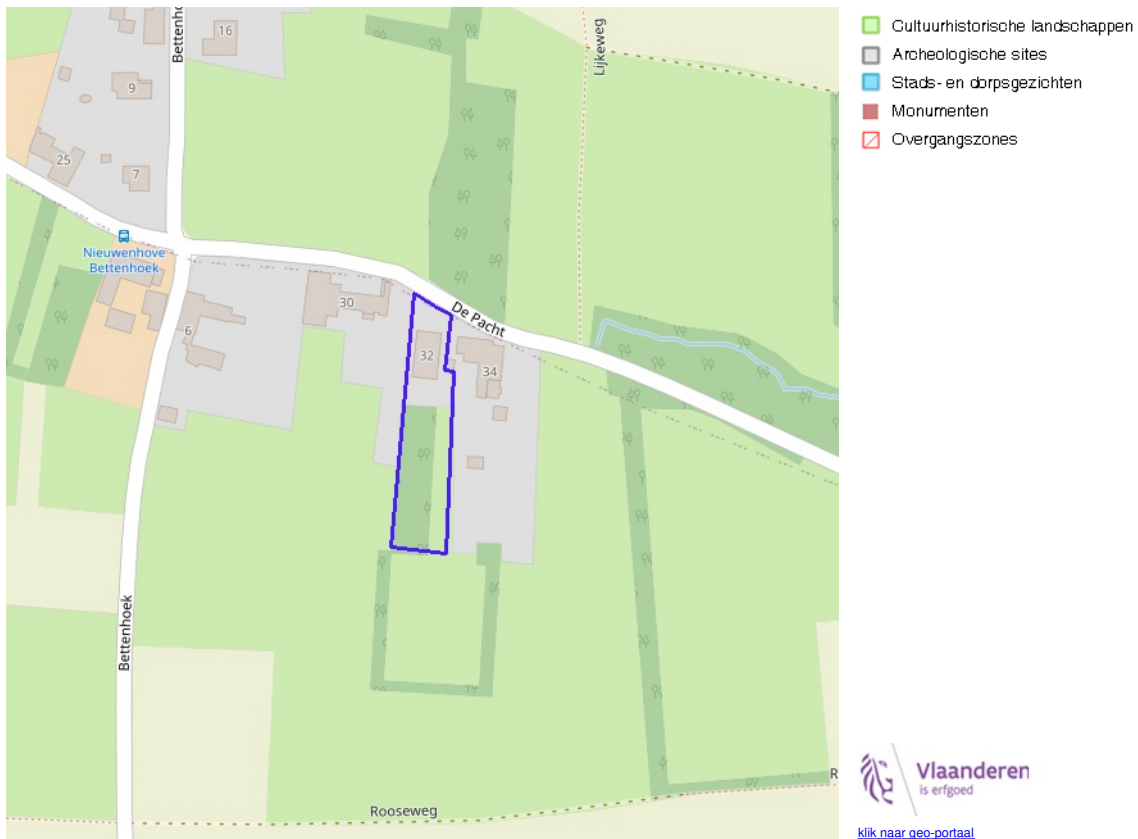 Bettenho
16
9
25
7
Lijkeweg
Nieuwenhove
Bettenhoek
6
30
De Pacht
32
34
Bettenhoek
Rooseweg
R
Cultuurhistorische landschappen
Archeologische sites
Stads- en dorpsgezichten
Monumenten
Overgangszones
Vlaanderen
is erfgoed
klik naar geo-portaal